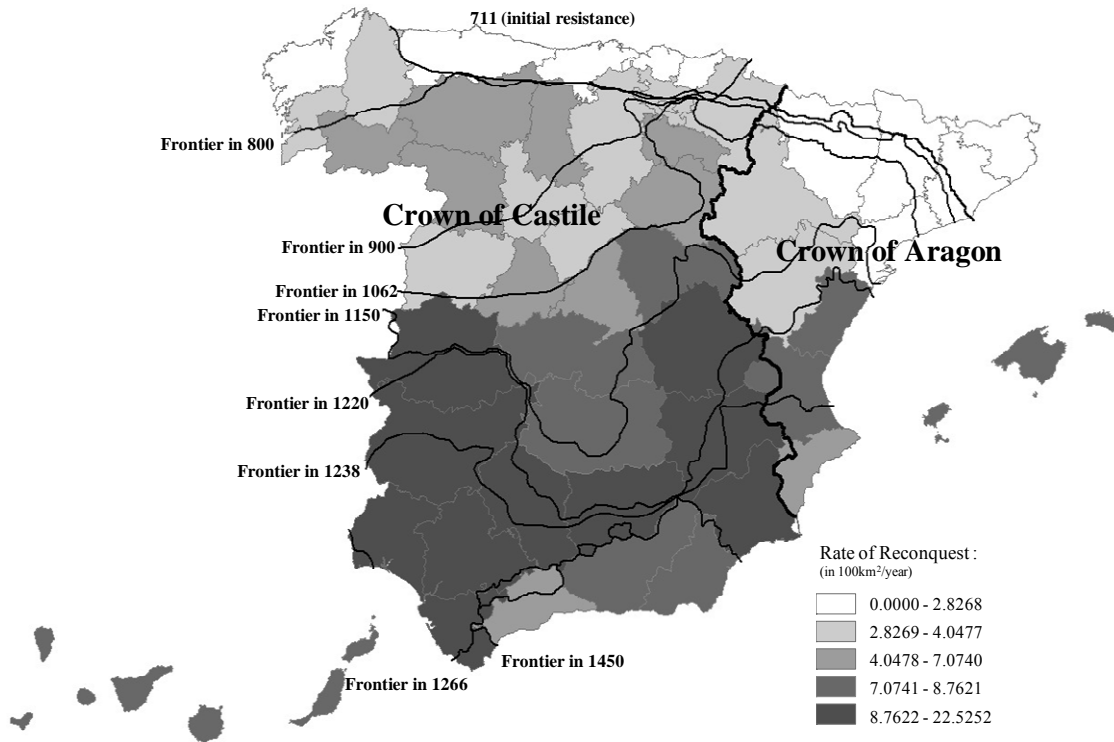 711 (initial resistance)
Frontier in 800
Crown of Castile
Frontier in 900
Crown of Aragon
Frontier in 1062
Frontier in 1150
Frontier in 1220
Frontier in 1238
Frontier in 1450
Frontier in 1266
Rate of Reconquest :
(in 100km²/year)
0.0000 - 2.8268
2.8269 - 4.0477
4.0478 - 7.0740
7.0741 - 8.7621
8.7622 - 22.5252